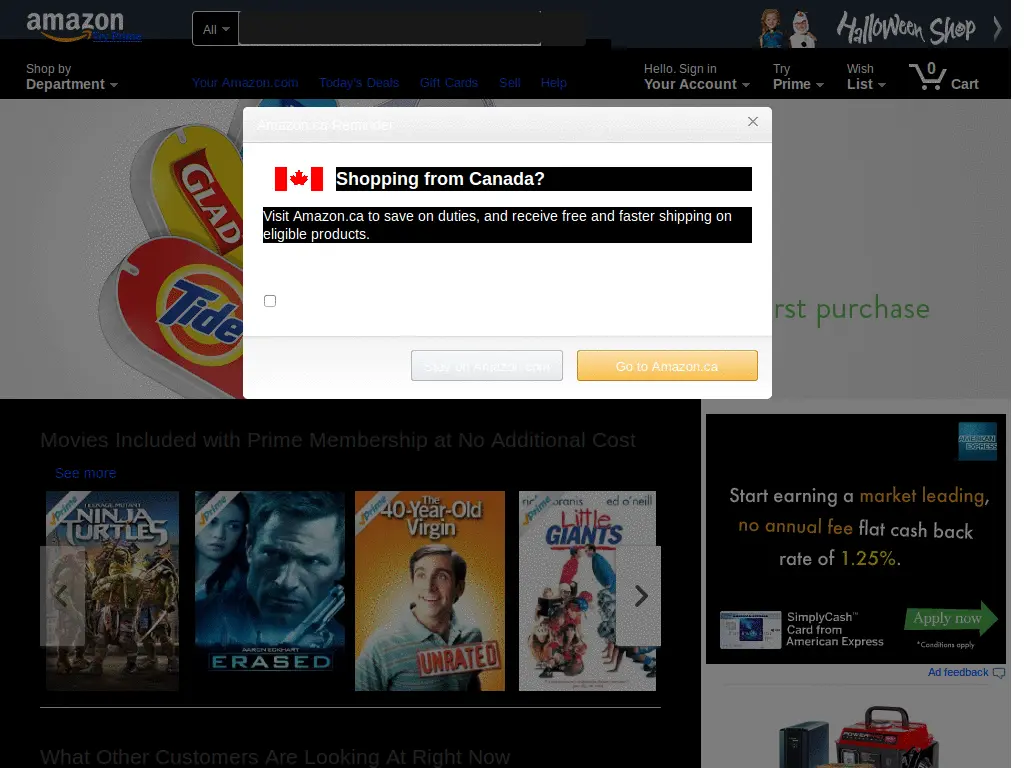 amazon
Try Prime
All
Halloween Shop
Shop by
Department
Your Amazon.com
Today's Deals
Gift Cards
Sell
Help
Hello. Sign in
Your Account
Try
Prime
Wish
List
0
Cart
Amazon.ca Reminder
Shopping from Canada?
Visit Amazon.ca to save on duties, and receive free and faster shipping on
eligible products.
Stay on Amazon.com
Go to Amazon.ca
GLAD
Tide
rst purchase
Movies Included with Prime Membership at No Additional Cost
See more
Prime
TEENAGE MUTANT
NINJA
TURTLES
Prime
AARON ECKHART
ERASED
Prime
The
40-Year-Old
Virgin
UNRATED
Prime
ed o'neill
Little
GIANTS
AMERICAN
EXPRESS
Start earning a market leading,
no annual fee flat cash back
rate of 1.25%.
SimplyCash™
Card from
American Express
Apply now
*Conditions apply
Ad feedback
What Other Customers Are Looking At Right Now